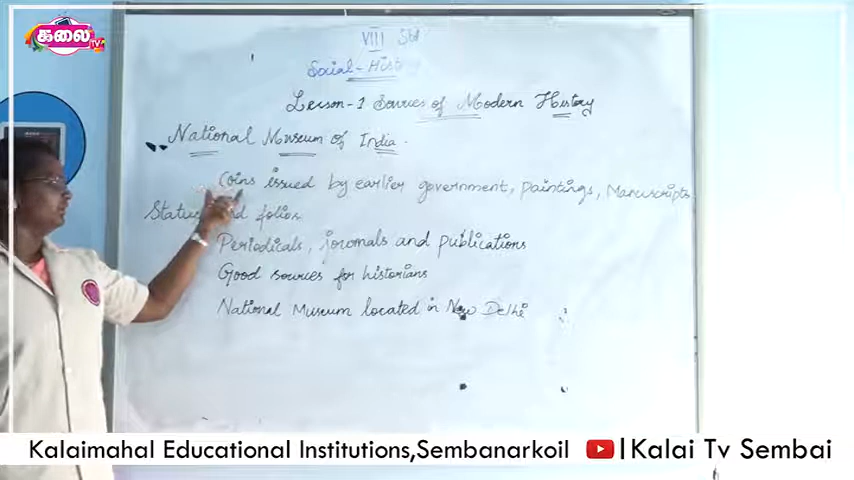 கலை TV
VIII Std
Social-History
Lesson-1 Sources of Modern History
National Museum of India.
Coins issued by earlier government, paintings, Manuscripts
and folios
Periodicals, journals and publications
Good sources for historians
National Museum located in New Delhi
Kalaimahal Educational Institutions,Sembanarkoil | Kalai Tv Sembai